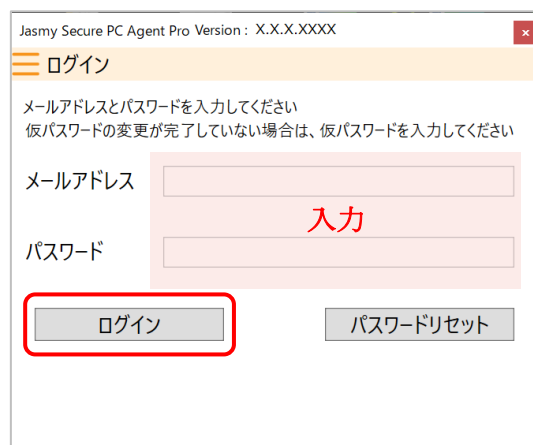 Jasmy Secure PC Agent Pro Version : X.X.X.XXXX
ログイン
メールアドレスとパスワードを入力してください
仮パスワードの変更が完了していない場合は、仮パスワードを入力してください
メールアドレス
入力
パスワード
ログイン
パスワードリセット